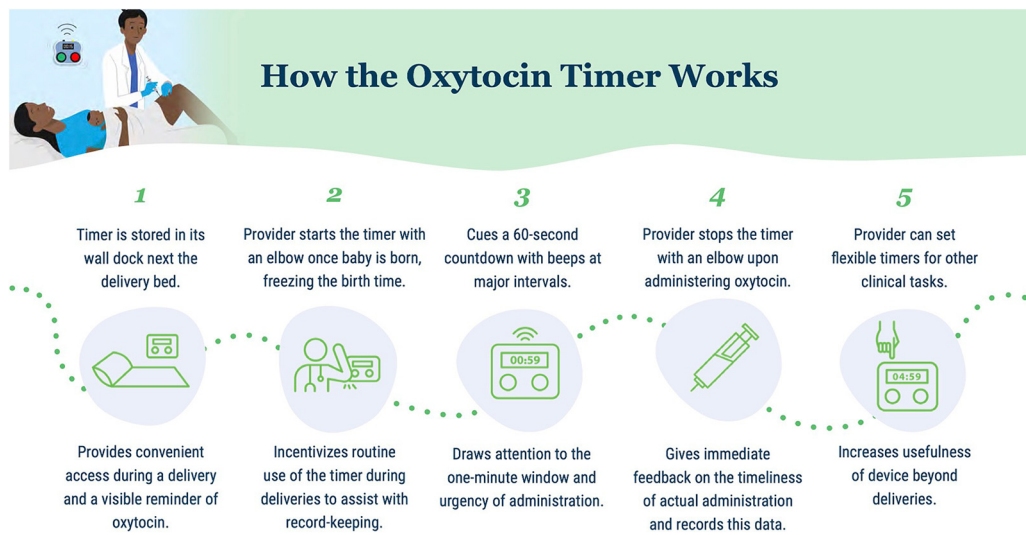 How the Oxytocin Timer Works
1
Timer is stored in its
wall dock next the
delivery bed.
Provides convenient
access during a delivery
and a visible reminder of
oxytocin.
2
Provider starts the timer with
an elbow once baby is born,
freezing the birth time.
Incentivizes routine
use of the timer during
deliveries to assist with
record-keeping.
3
Cues a 60-second
countdown with beeps at
major intervals.
00:59
Draws attention to the
one-minute window and
urgency of administration.
4
Provider stops the timer
with an elbow upon
administering oxytocin.
Gives immediate
feedback on the timeliness
of actual administration
and records this data.
5
Provider can set
flexible timers for other
clinical tasks.
04:59
Increases usefulness
of device beyond
deliveries.